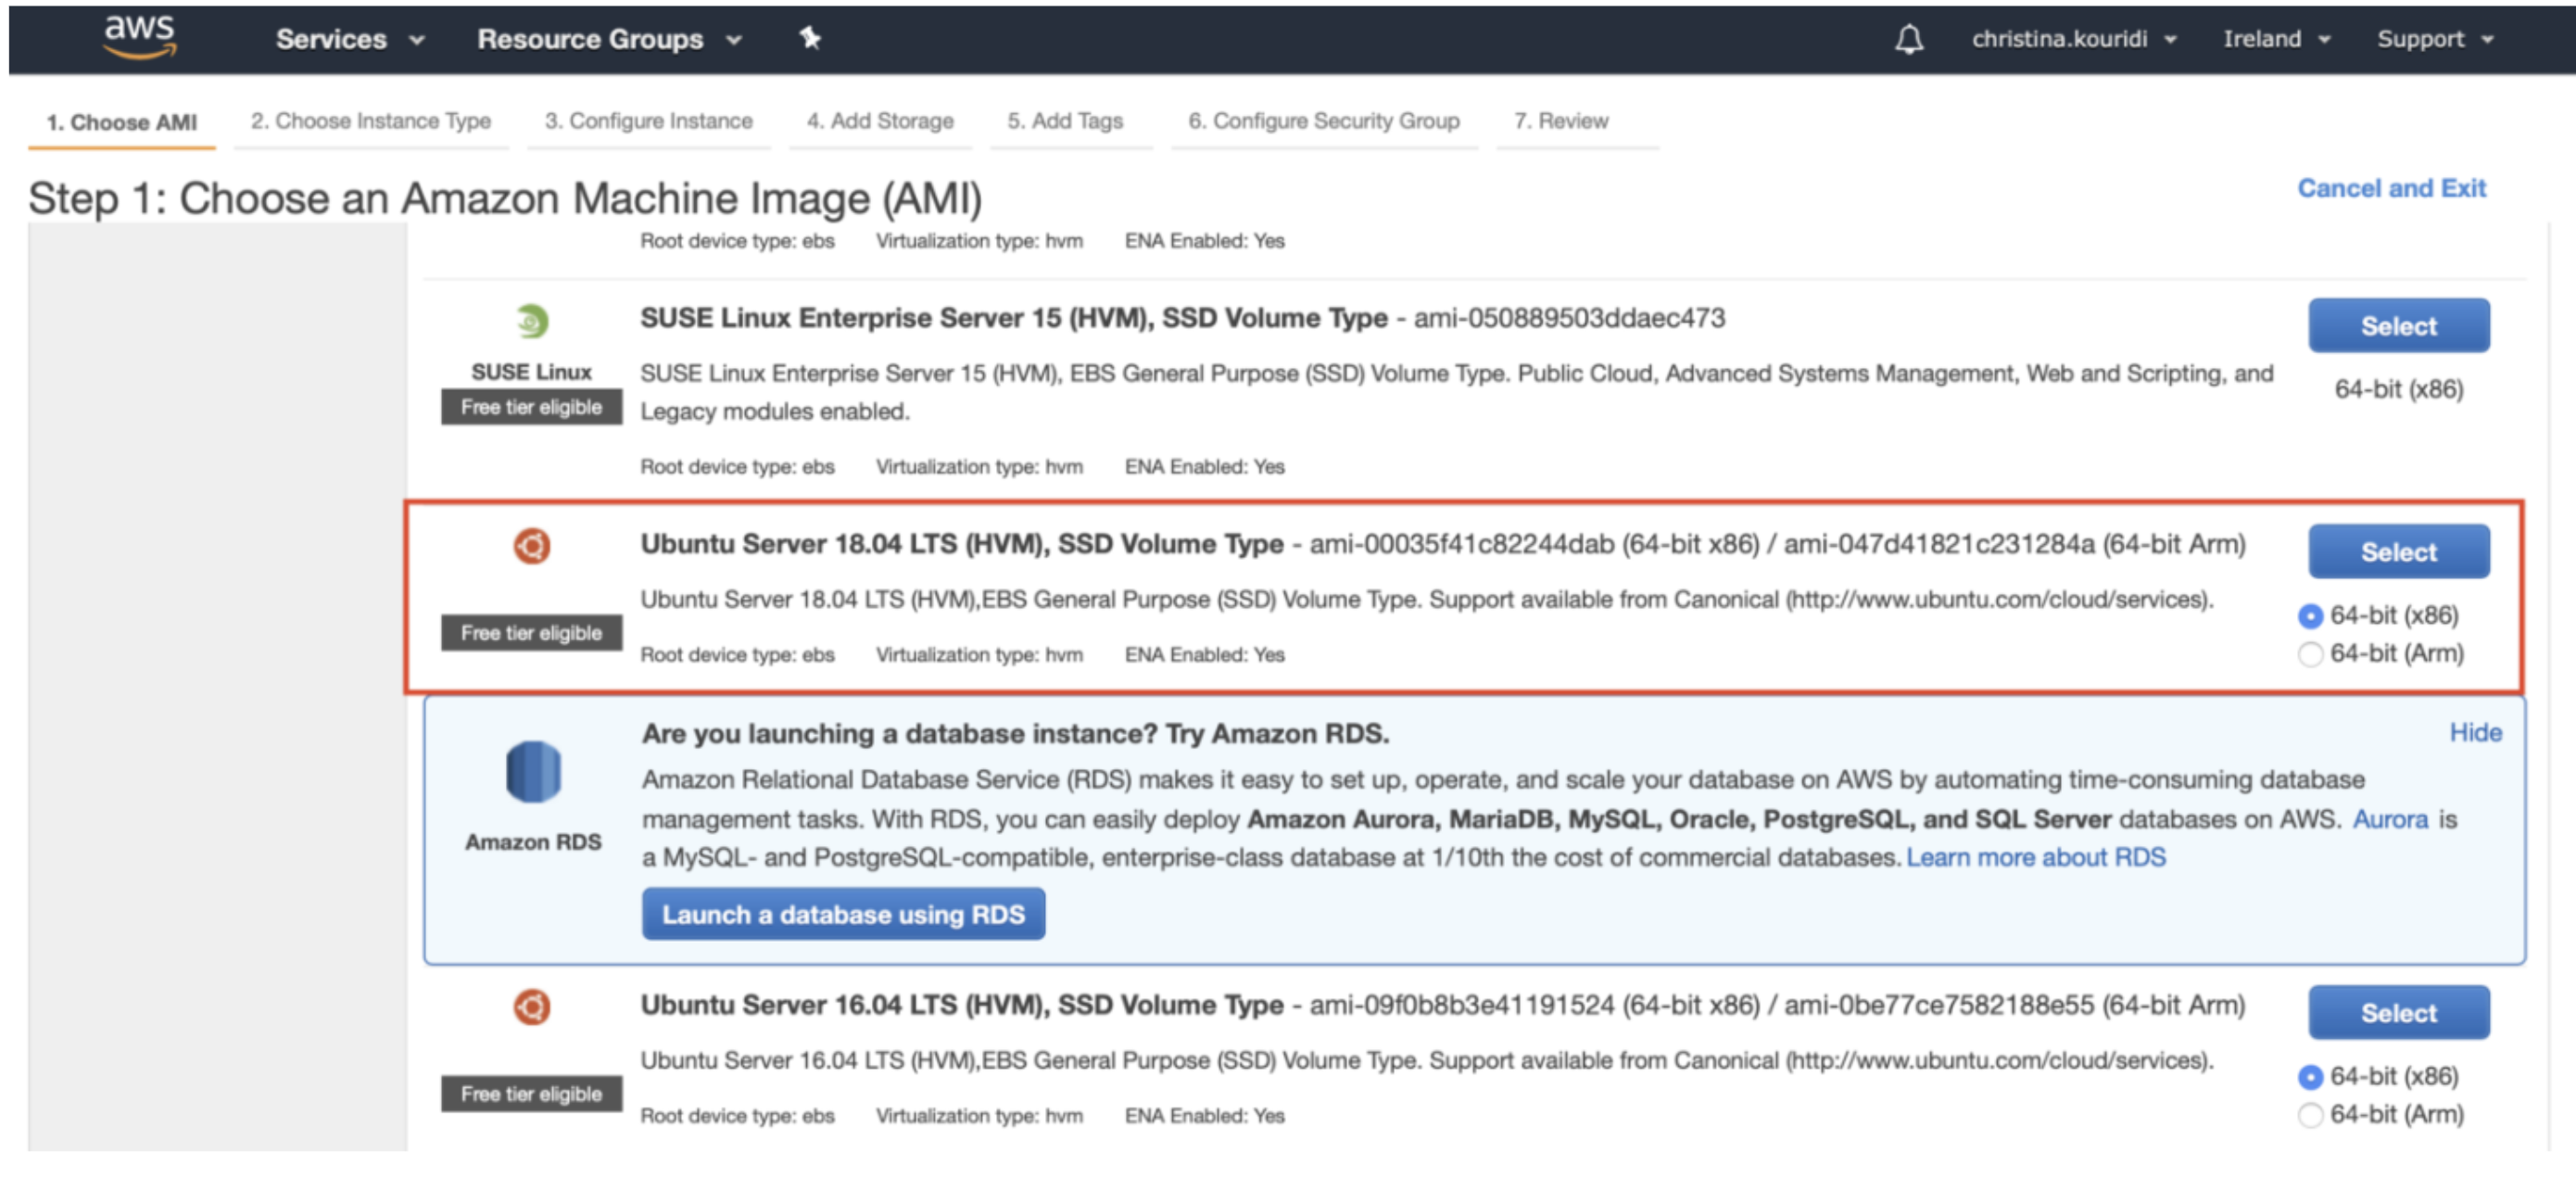 aws Services Resource Groups christina.kouridi Ireland Support
1. Choose AMI 2. Choose Instance Type 3. Configure Instance 4. Add Storage 5. Add Tags 6. Configure Security Group 7. Review
Step 1: Choose an Amazon Machine Image (AMI) Cancel and Exit
Root device type: ebs Virtualization type: hvm ENA Enabled: Yes
SUSE Linux Enterprise Server 15 (HVM), SSD Volume Type - ami-050889503ddaec473 Select
SUSE Linux
Free tier eligible
SUSE Linux Enterprise Server 15 (HVM), EBS General Purpose (SSD) Volume Type. Public Cloud, Advanced Systems Management, Web and Scripting, and
Legacy modules enabled.
64-bit (x86)
Root device type: ebs Virtualization type: hvm ENA Enabled: Yes
Ubuntu Server 18.04 LTS (HVM), SSD Volume Type - ami-00035f41c82244dab (64-bit x86) / ami-047d41821c231284a (64-bit Arm) Select
Ubuntu Server 18.04 LTS (HVM),EBS General Purpose (SSD) Volume Type. Support available from Canonical (http://www.ubuntu.com/cloud/services).
64-bit (x86)
Free tier eligible
Root device type: ebs Virtualization type: hvm ENA Enabled: Yes
64-bit (Arm)
Are you launching a database instance? Try Amazon RDS. Hide
Amazon RDS
Amazon Relational Database Service (RDS) makes it easy to set up, operate, and scale your database on AWS by automating time-consuming database
management tasks. With RDS, you can easily deploy Amazon Aurora, MariaDB, MySQL, Oracle, PostgreSQL, and SQL Server databases on AWS. Aurora is
a MySQL- and PostgreSQL-compatible, enterprise-class database at 1/10th the cost of commercial databases. Learn more about RDS
Launch a database using RDS
Ubuntu Server 16.04 LTS (HVM), SSD Volume Type - ami-09f0b8b3e41191524 (64-bit x86) / ami-0be77ce7582188e55 (64-bit Arm) Select
Ubuntu Server 16.04 LTS (HVM),EBS General Purpose (SSD) Volume Type. Support available from Canonical (http://www.ubuntu.com/cloud/services).
64-bit (x86)
Free tier eligible
Root device type: ebs Virtualization type: hvm ENA Enabled: Yes
64-bit (Arm)